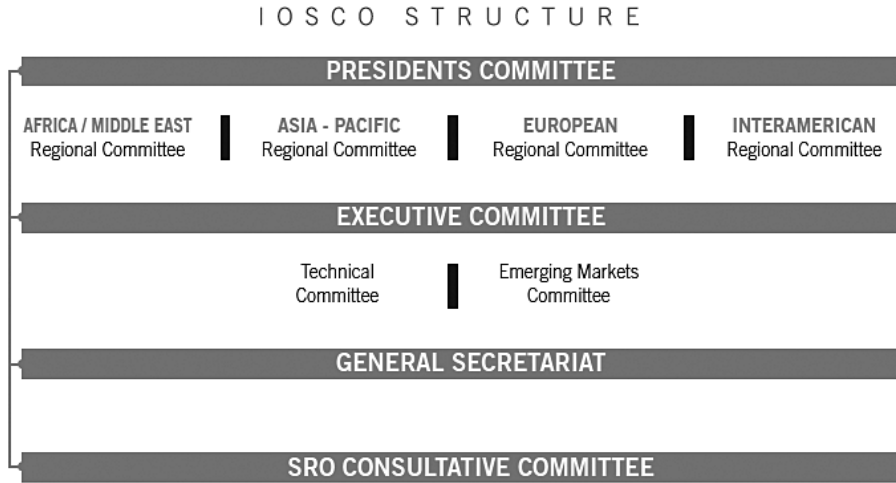 IOSCO STRUCTURE
PRESIDENTS COMMITTEE
AFRICA / MIDDLE EAST
Regional Committee
ASIA - PACIFIC
Regional Committee
EUROPEAN
Regional Committee
INTERAMERICAN
Regional Committee
EXECUTIVE COMMITTEE
Technical
Committee
Emerging Markets
Committee
GENERAL SECRETARIAT
SRO CONSULTATIVE COMMITTEE